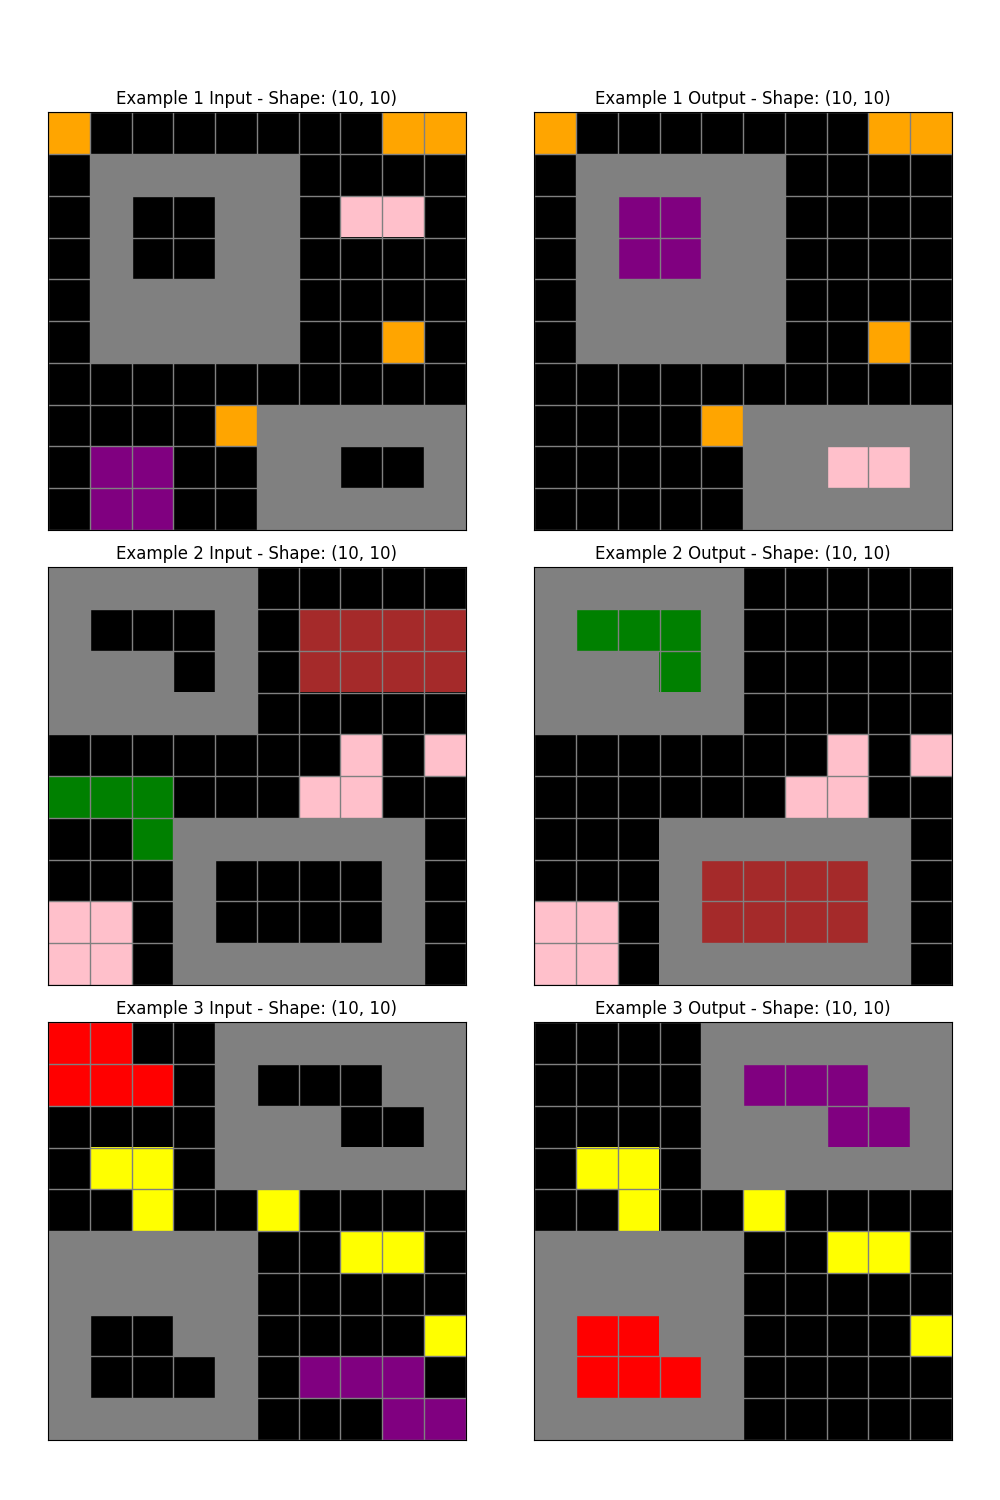 Example 1 Input - Shape: (10, 10)
Example 1 Output - Shape: (10, 10)
Example 2 Input - Shape: (10, 10)
Example 2 Output - Shape: (10, 10)
Example 3 Input - Shape: (10, 10)
Example 3 Output - Shape: (10, 10)